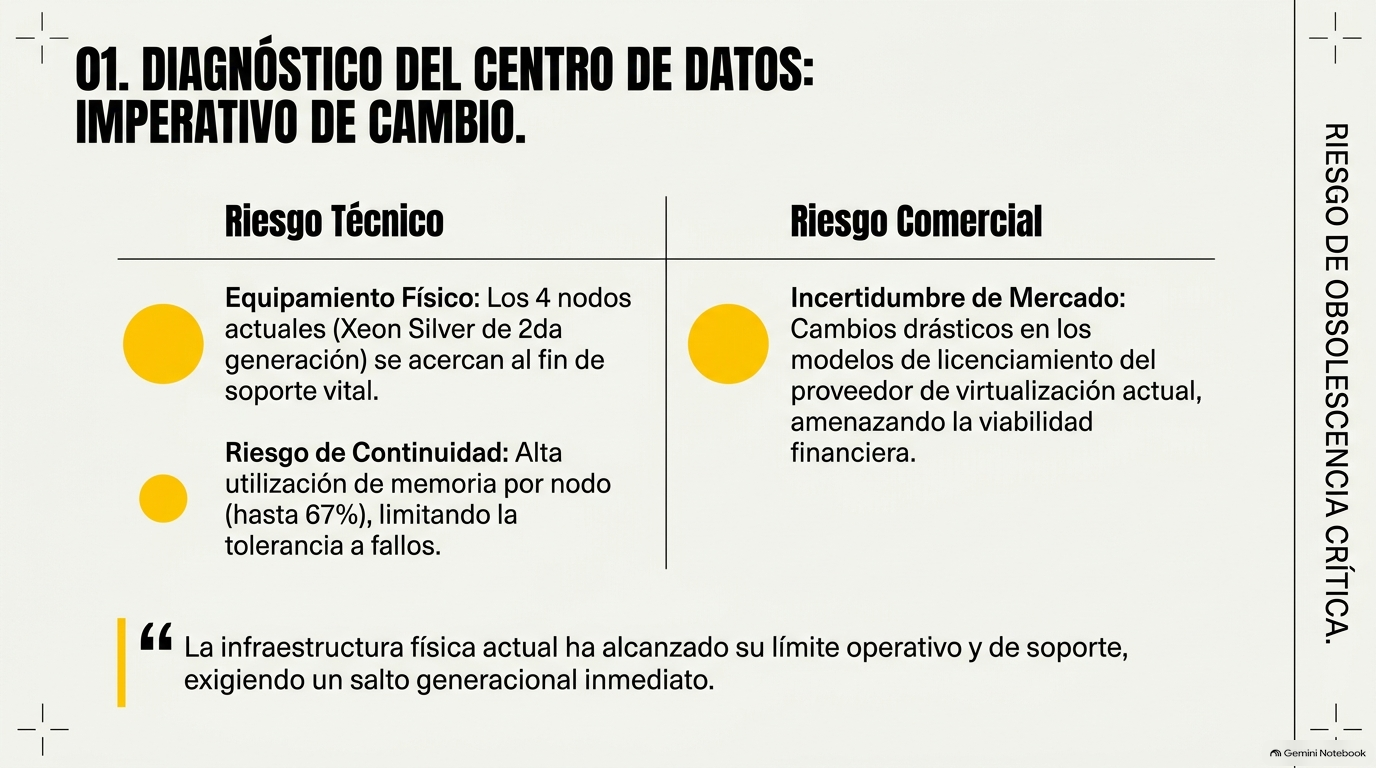 01. DIAGNÓSTICO DEL CENTRO DE DATOS:
IMPERATIVO DE CAMBIO.
Riesgo Técnico
Equipamiento Físico: Los 4 nodos
actuales (Xeon Silver de 2da
generación) se acercan al fin de
soporte vital.
Riesgo de Continuidad: Alta
utilización de memoria por nodo
(hasta 67%), limitando la
tolerancia a fallos.
Riesgo Comercial
Incertidumbre de Mercado:
Cambios drásticos en los
modelos de licenciamiento del
proveedor de virtualización actual,
amenazando la viabilidad
financiera.
“ La infraestructura física actual ha alcanzado su límite operativo y de soporte,
exigiendo un salto generacional inmediato.
RIESGO DE OBSOLESCENCIA CRÍTICA.
Gemini Notebook